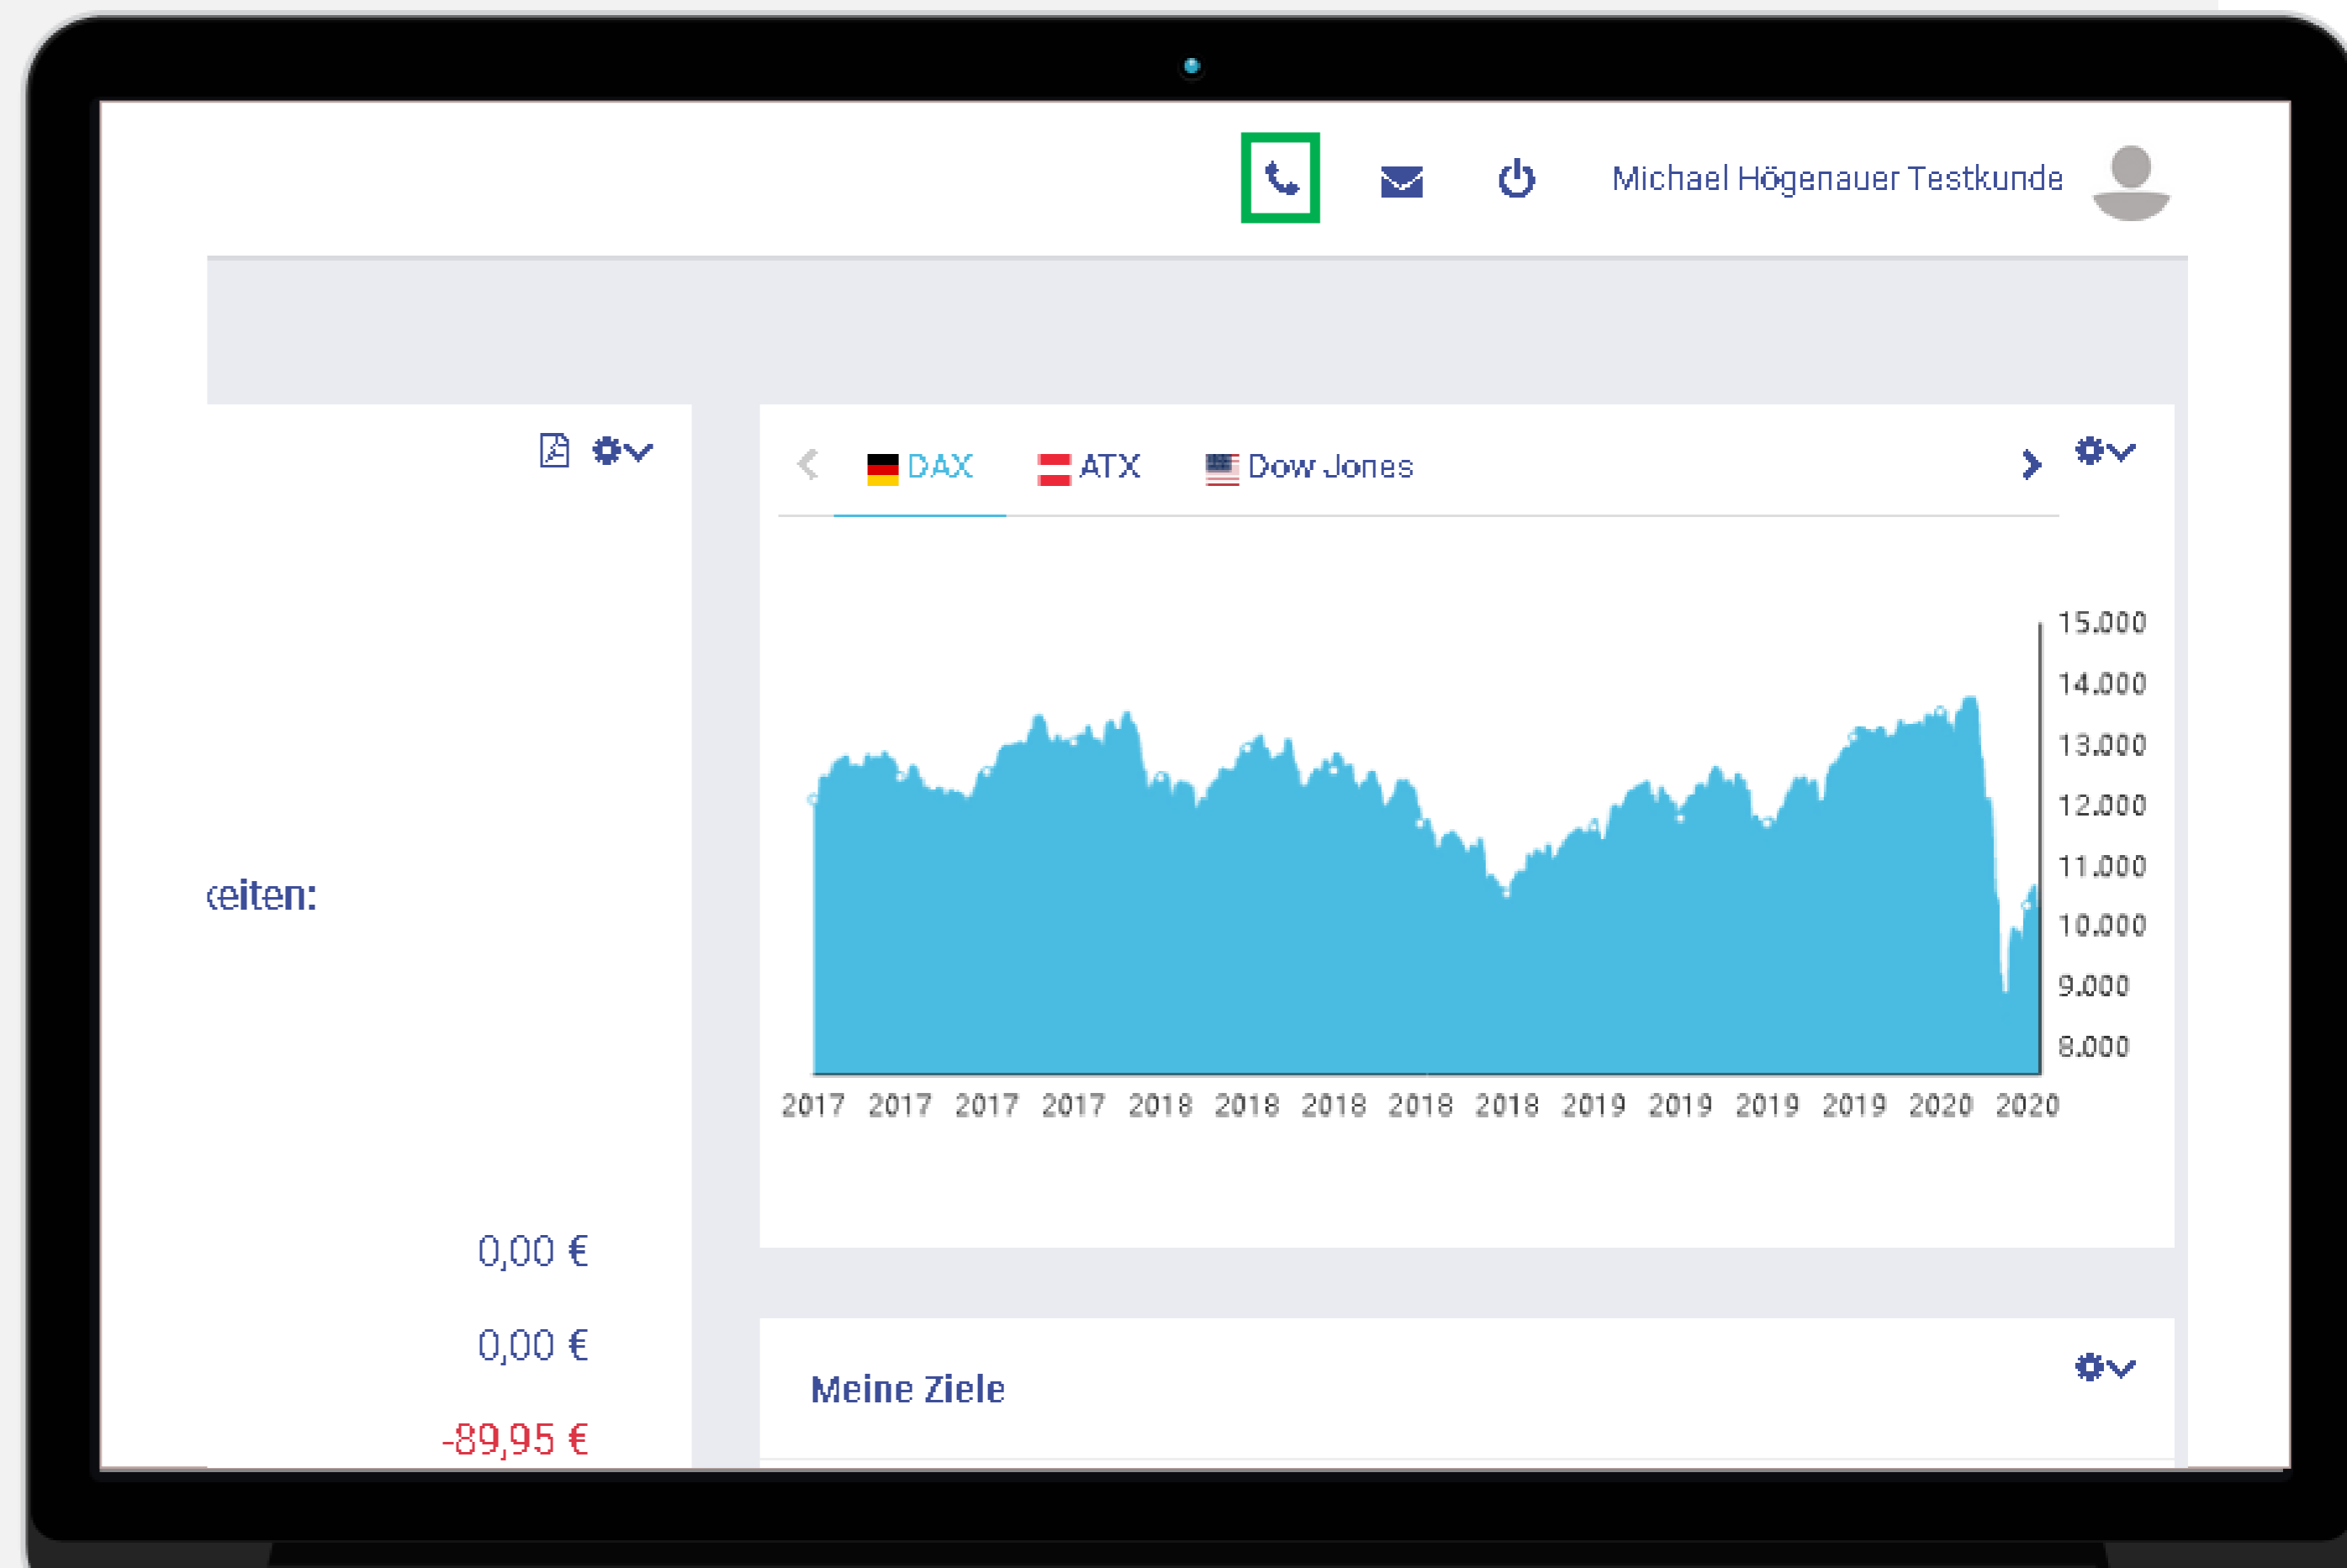 Michael Högenauer Testkunde
DAX ATX Dow Jones
15.000
14.000
13.000
12.000
11.000
10.000
9.000
8.000
2017 2017 2017 2017 2018 2018 2018 2018 2018 2019 2019 2019 2019 2020 2020
keiten:
0,00 €
0,00 €
-89,95 €
Meine Ziele